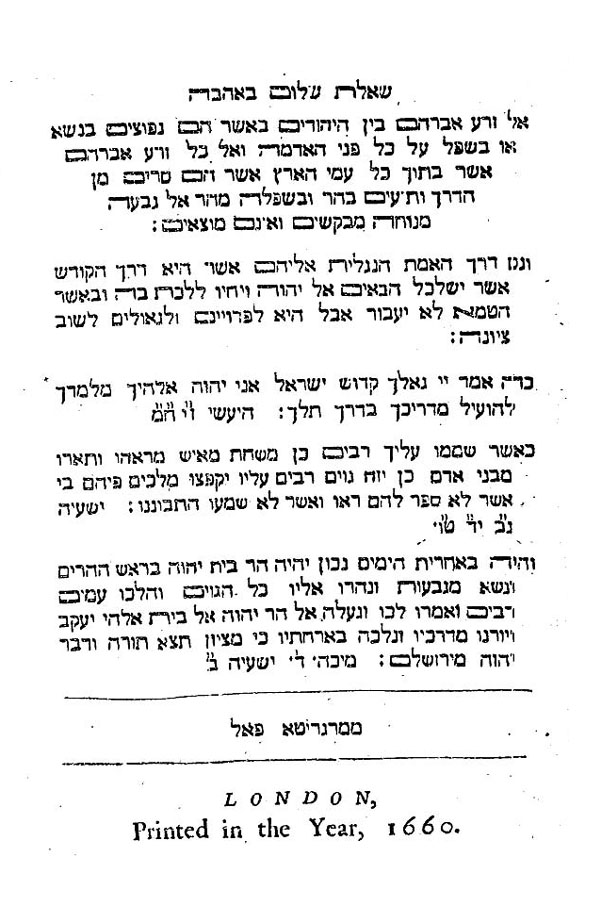 שאלת שלום באהבה
אל זרע אברהם בין היהודים באשר הם נפוצים בנשא
או בשפל על כל פני האדמה ואל כל זרע אברהם
אשר בתוך כל עמי הארץ אשר הם סרים מן
הדרך ותיעים בהר ובשפלה מהר אל גבעה
מנוחה מבקשים ואינם מוצאים:
וגם דרך האמת הנגלית אליהם אשר היא דרך הקודש
אשר ישלכל הבאים אל יהוה ויחיו ללכת בה ובאשר
הטמא לא יעבור אבל היא לפדויים ולגאולים לשוב
ציונה:
כה אמר יי גאלך קדוש ישראל אני יהוה אלהיך מלמדך
להועיל מדריכך בדרך תלך:
כאשר שממו עליך רבים כן משחת מאיש מראהו ותארו
מבני אדם כן יזה גוים רבים עליו יקפצו מלכים פיהם כי
אשר לא ספר להם ראו ואשר לא שמעו התבוננו: ישעיה
נ״ב יד״ טו״
והיה באחרית הימים נכון יהיה הר בית יהוה בראש ההרים
ונשא מגבעות ונהרו אליו כל הגוים והלכו עמים
רבים ואמרו לכו ונעלה אל הר יהוה אל בית אלהי יעקב
ויורנו מדרכיו ונלכה בארחתיו כי מציון תצא תורה ודבר
יהוה מירושלם: מיכה׳ ד׳ ישעיה ב״
ממרגריטא פאל
LONDON,
Printed in the Year, 1660.